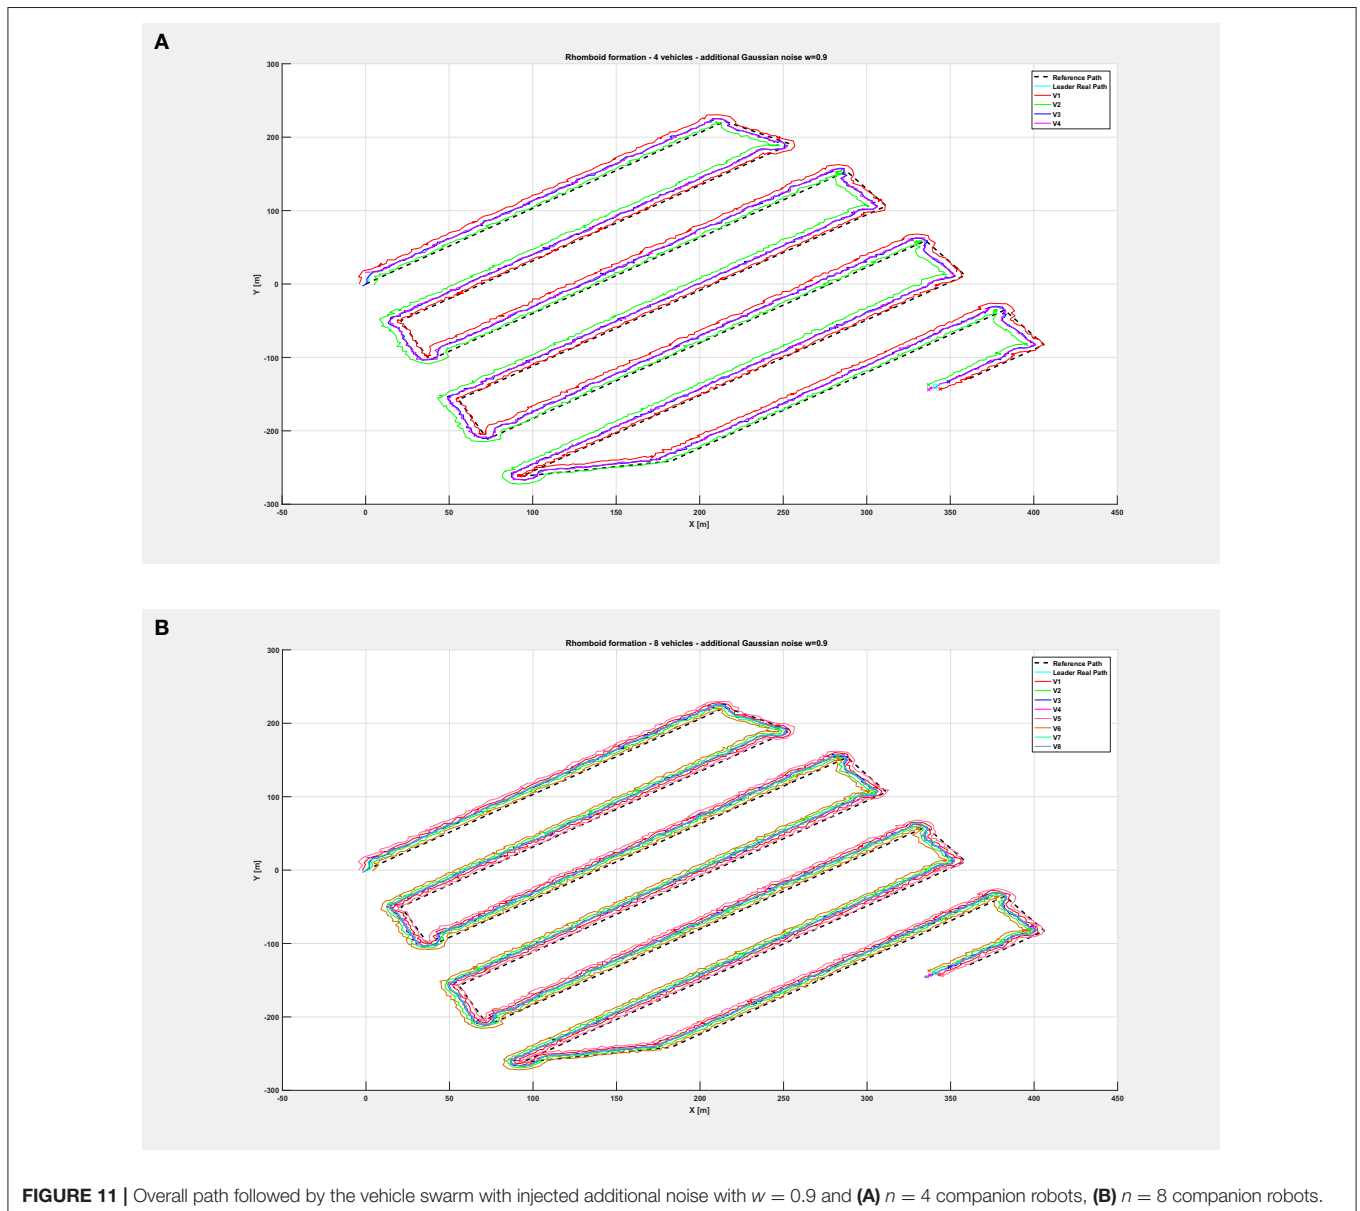 A
Rhomboid formation - 4 vehicles - additional Gaussian noise w=0.9
300
200
100
0
-100
-200
-300
Y [m]
-50 0 50 100 150 200 250 300 350 400 450
X [m]
Reference Path
Leader Real Path
V1
V2
V3
V4
B
Rhomboid formation - 8 vehicles - additional Gaussian noise w=0.9
300
200
100
0
-100
-200
-300
Y [m]
-50 0 50 100 150 200 250 300 350 400 450
X [m]
Reference Path
Leader Real Path
V1
V2
V3
V4
V5
V6
V7
V8
FIGURE 11 | Overall path followed by the vehicle swarm with injected additional noise with w = 0.9 and (A) n = 4 companion robots, (B) n = 8 companion robots.